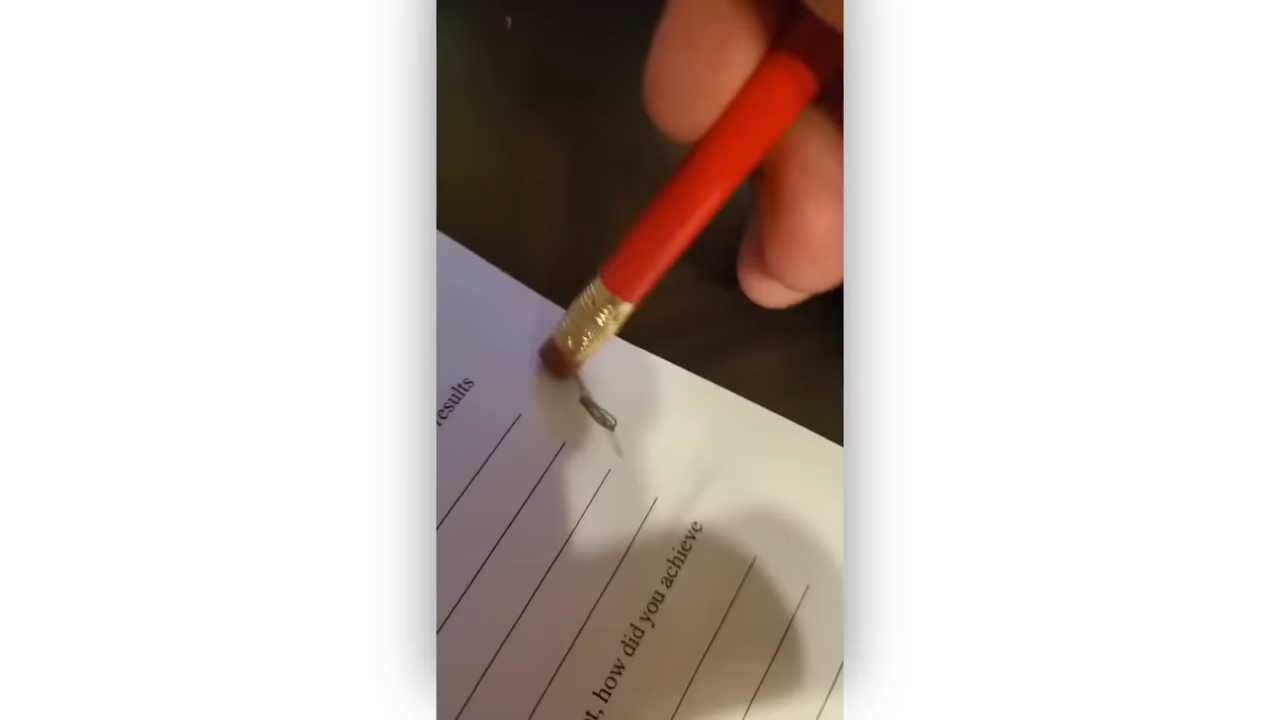 results
, how did you achieve